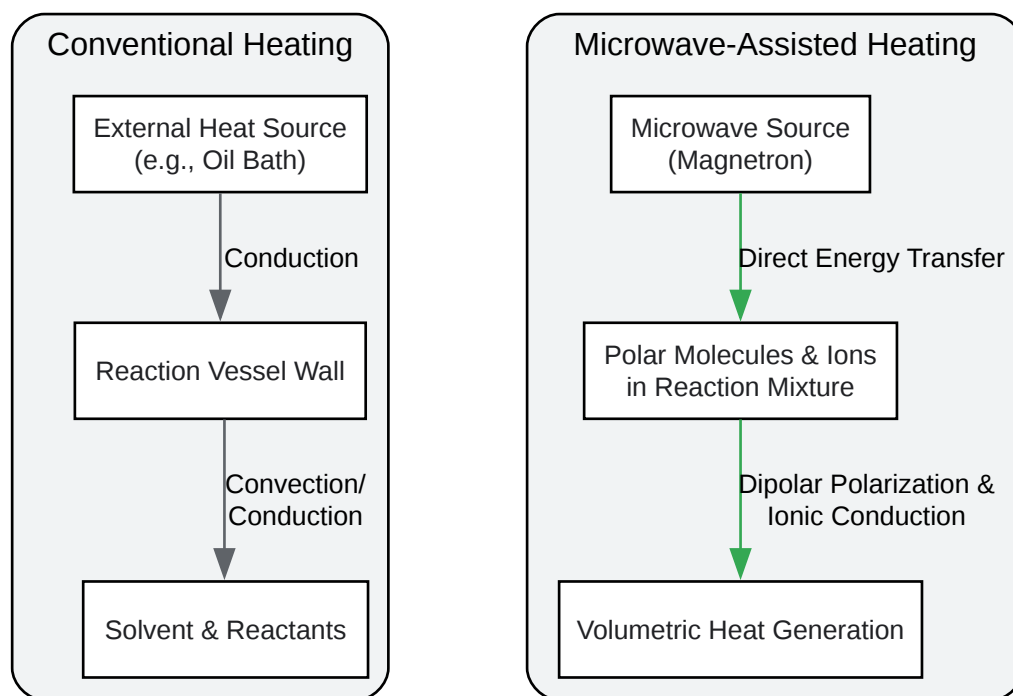 Conventional Heating
External Heat Source
(e.g., Oil Bath)
Conduction
Reaction Vessel Wall
Convection/
Conduction
Solvent & Reactants
Microwave-Assisted Heating
Microwave Source
(Magnetron)
Direct Energy Transfer
Polar Molecules & Ions
in Reaction Mixture
Dipolar Polarization &
Ionic Conduction
Volumetric Heat Generation